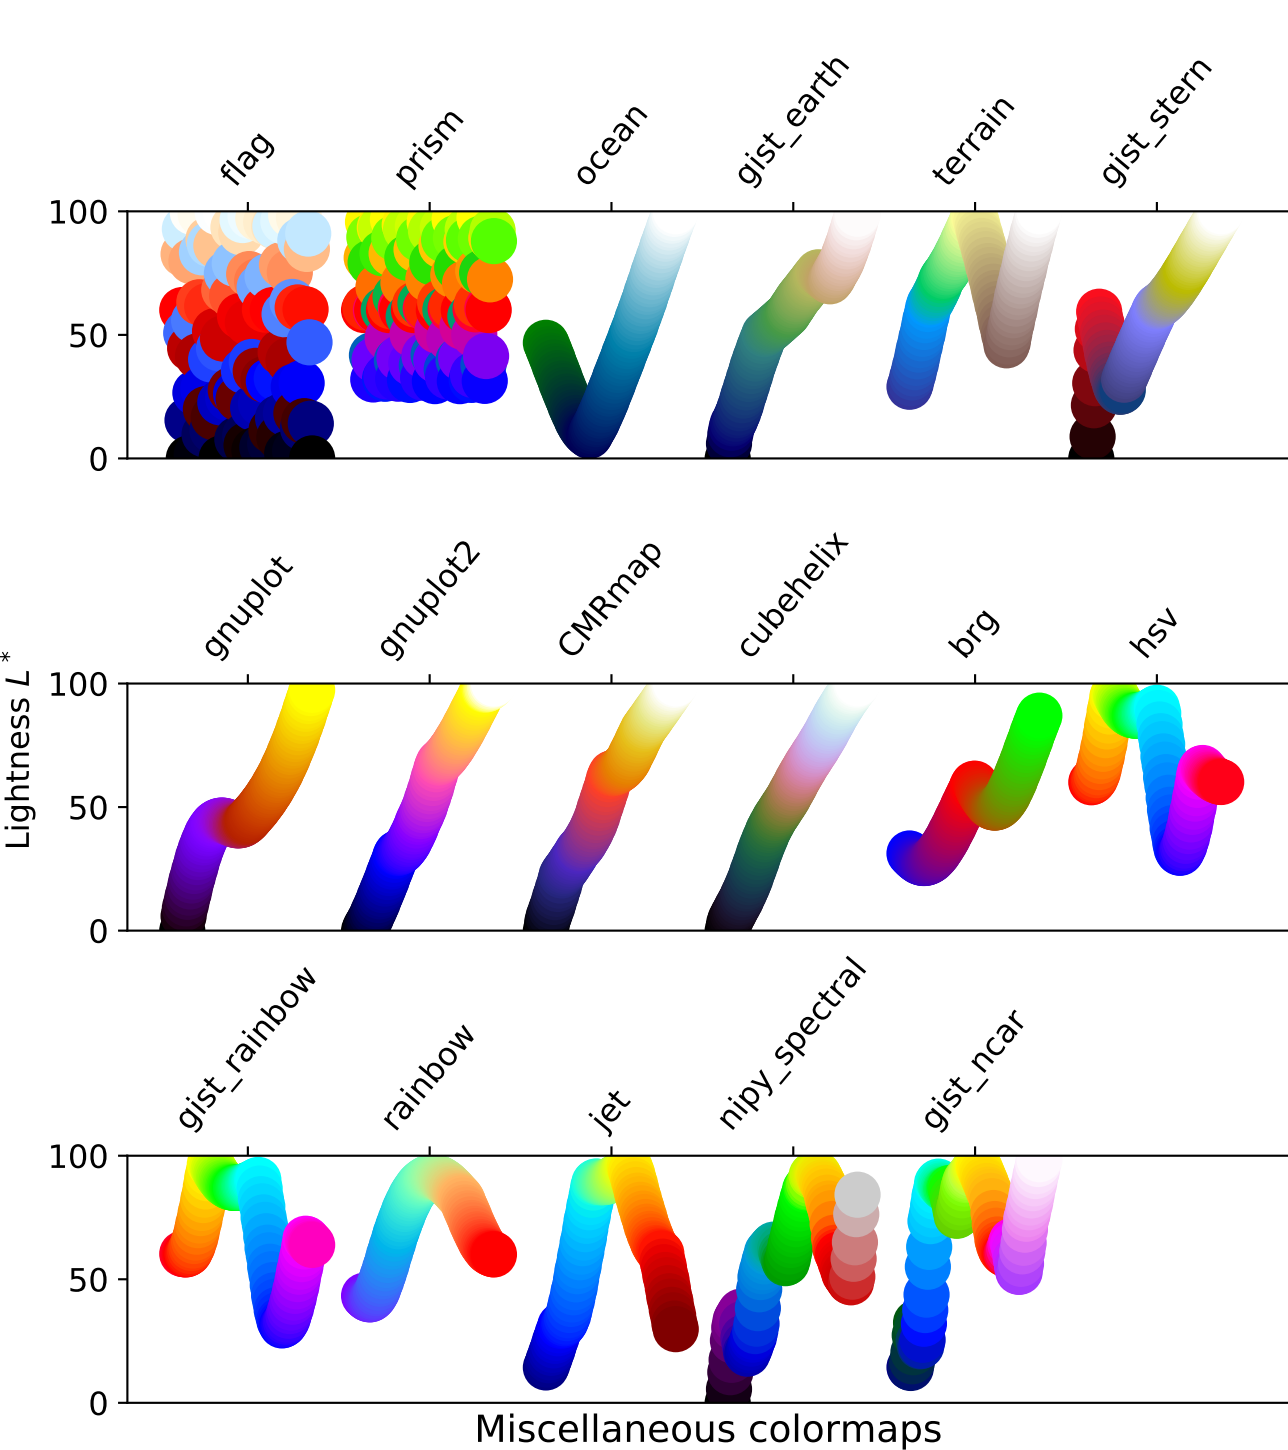 flag prism ocean gist_earth terrain gist_stern
100
50
0
gnuplot gnuplot2 CMRmap cubehelix brg hsv
Lightness L*
100
50
0
gist_rainbow rainbow jet nipy_spectral gist_ncar
100
50
0
Miscellaneous colormaps